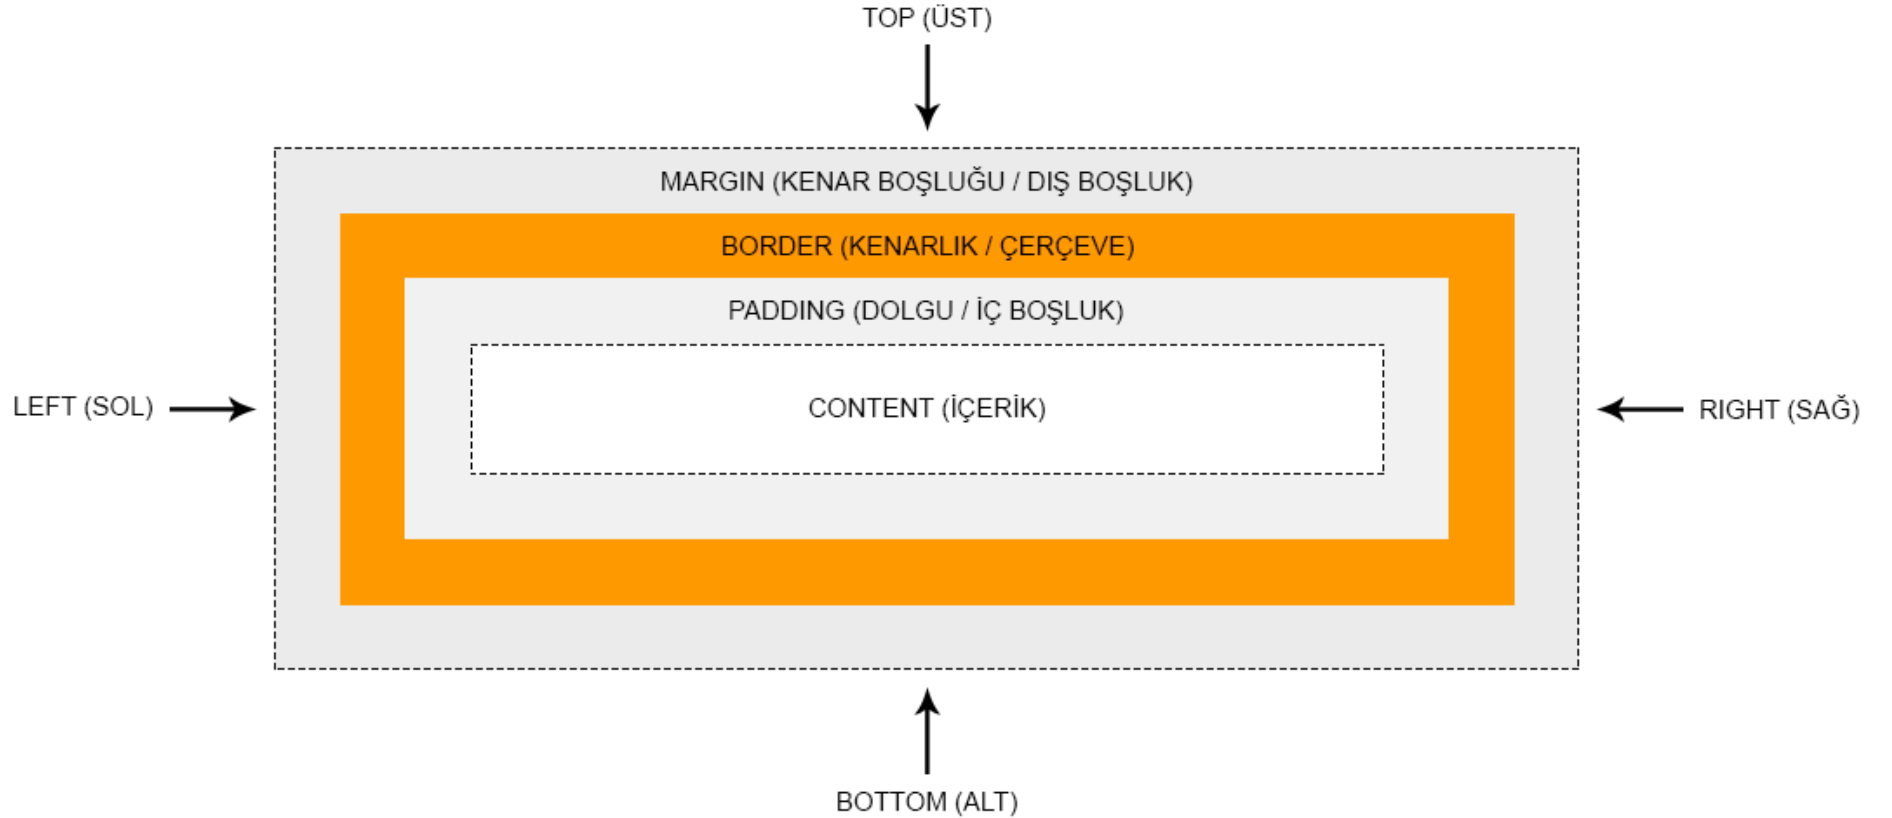 TOP (ÜST)
MARGIN (KENAR BOŞLUĞU / DIŞ BOŞLUK)
BORDER (KENARLIK / ÇERÇEVE)
PADDING (DOLGU / İÇ BOŞLUK)
LEFT (SOL)
CONTENT (İÇERİK)
RIGHT (SAĞ)
BOTTOM (ALT)